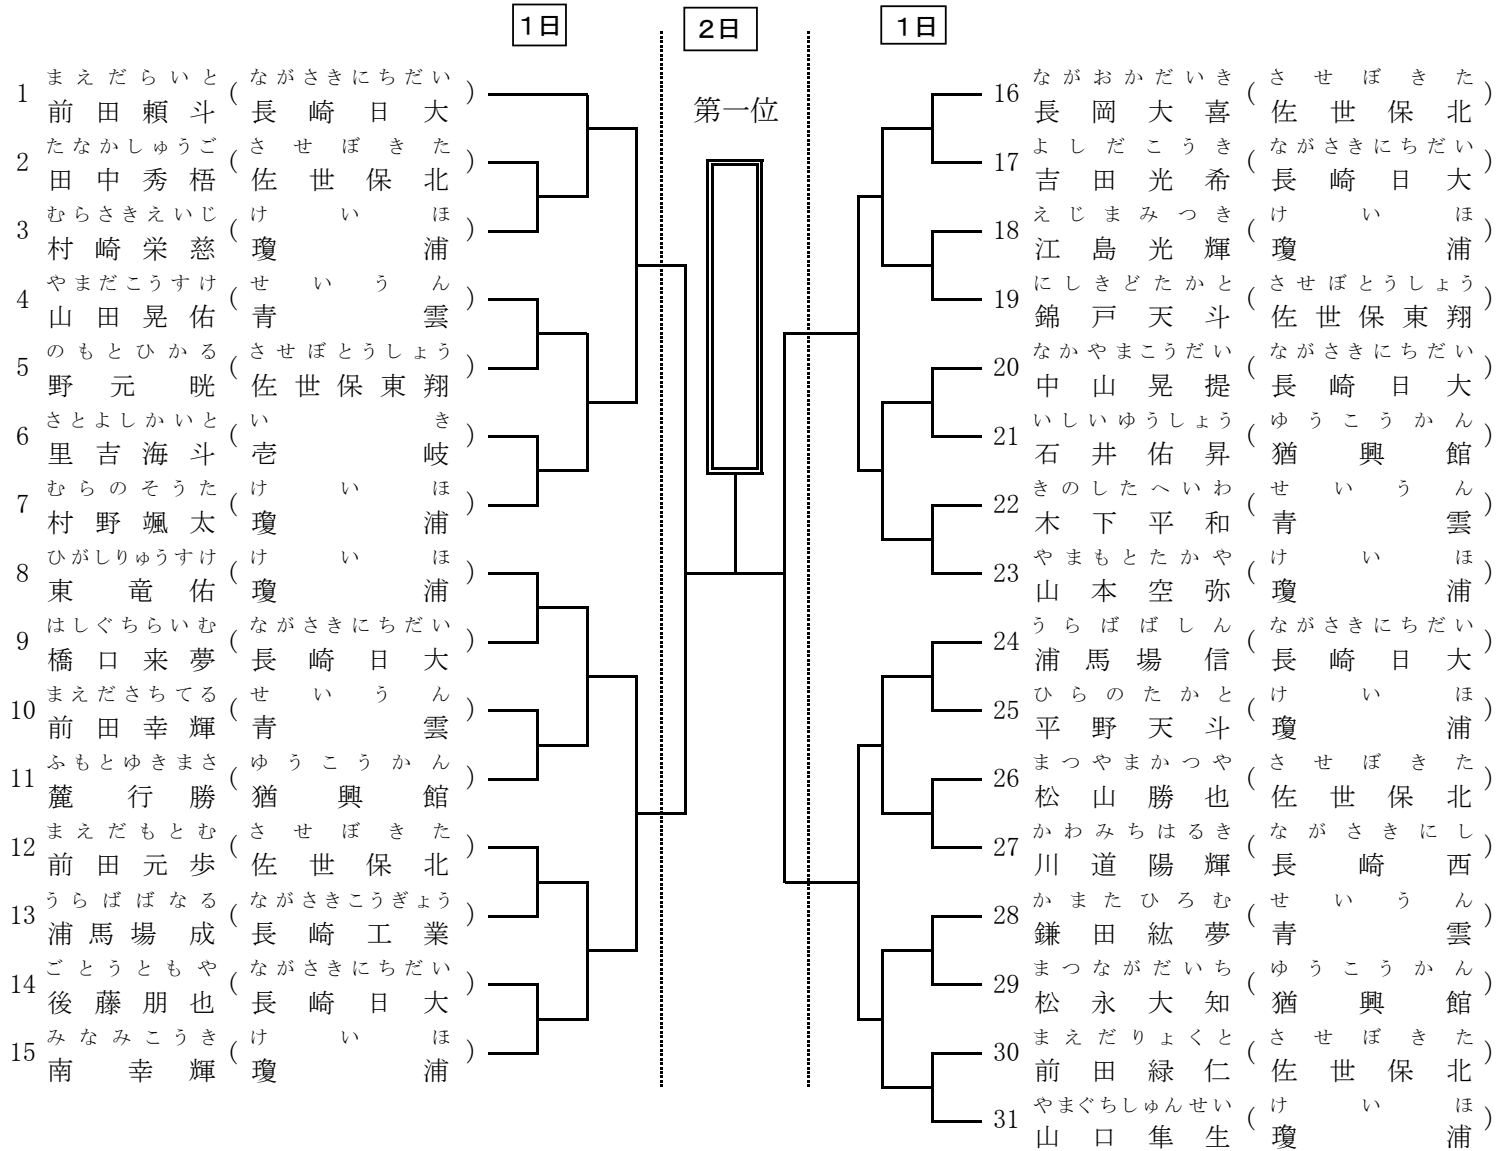 1日 2日 1日
第一位
まえだらいと ながさきにちだい
1 前田頼斗 ( 長崎日大 )
たなかしゅうご させぼきた
2 田中秀梧 ( 佐世保北 )
むらさきえいじ けいほ
3 村崎栄慈 ( 瓊浦 )
やまだこうすけ せいうん
4 山田晃佑 ( 青雲 )
のもとひかる させぼとうしょう
5 野元晄 ( 佐世保東翔 )
さとよしかいと いき
6 里吉海斗 ( 壱岐 )
むらのそうた けいほ
7 村野颯太 ( 瓊浦 )
ひがしりゅうすけ けいほ
8 東竜佑 ( 瓊浦 )
はしぐちらいむ ながさきにちだい
9 橋口来夢 ( 長崎日大 )
まえださちてる せいうん
10 前田幸輝 ( 青雲 )
ふもとゆきまさ ゆうこうかん
11 麓行勝 ( 猶興館 )
まえだもとむ させぼきた
12 前田元歩 ( 佐世保北 )
うらばばなる ながさきこうぎょう
13 浦馬場成 ( 長崎工業 )
ごとうともや ながさきにちだい
14 後藤朋也 ( 長崎日大 )
みなみこうき けいほ
15 南幸輝 ( 瓊浦 )
ながおかだいき させぼきた
16 長岡大喜 ( 佐世保北 )
よしだこうき ながさきにちだい
17 吉田光希 ( 長崎日大 )
えじまみつき けいほ
18 江島光輝 ( 瓊浦 )
にしきどたかと させぼとうしょう
19 錦戸天斗 ( 佐世保東翔 )
なかやまこうだい ながさきにちだい
20 中山晃提 ( 長崎日大 )
いしいゆうしょう ゆうこうかん
21 石井佑昇 ( 猶興館 )
きのしたへいわ せいうん
22 木下平和 ( 青雲 )
やまもとたかや けいほ
23 山本空弥 ( 瓊浦 )
うらばばしん ながさきにちだい
24 浦馬場信 ( 長崎日大 )
ひらのたかと けいほ
25 平野天斗 ( 瓊浦 )
まつやまかつや させぼきた
26 松山勝也 ( 佐世保北 )
かわみちはるき ながさきにし
27 川道陽輝 ( 長崎西 )
かまたひろむ せいうん
28 鎌田紘夢 ( 青雲 )
まつながだいち ゆうこうかん
29 松永大知 ( 猶興館 )
まえだりょくと させぼきた
30 前田緑仁 ( 佐世保北 )
やまぐちしゅんせい けいほ
31 山口隼生 ( 瓊浦 )